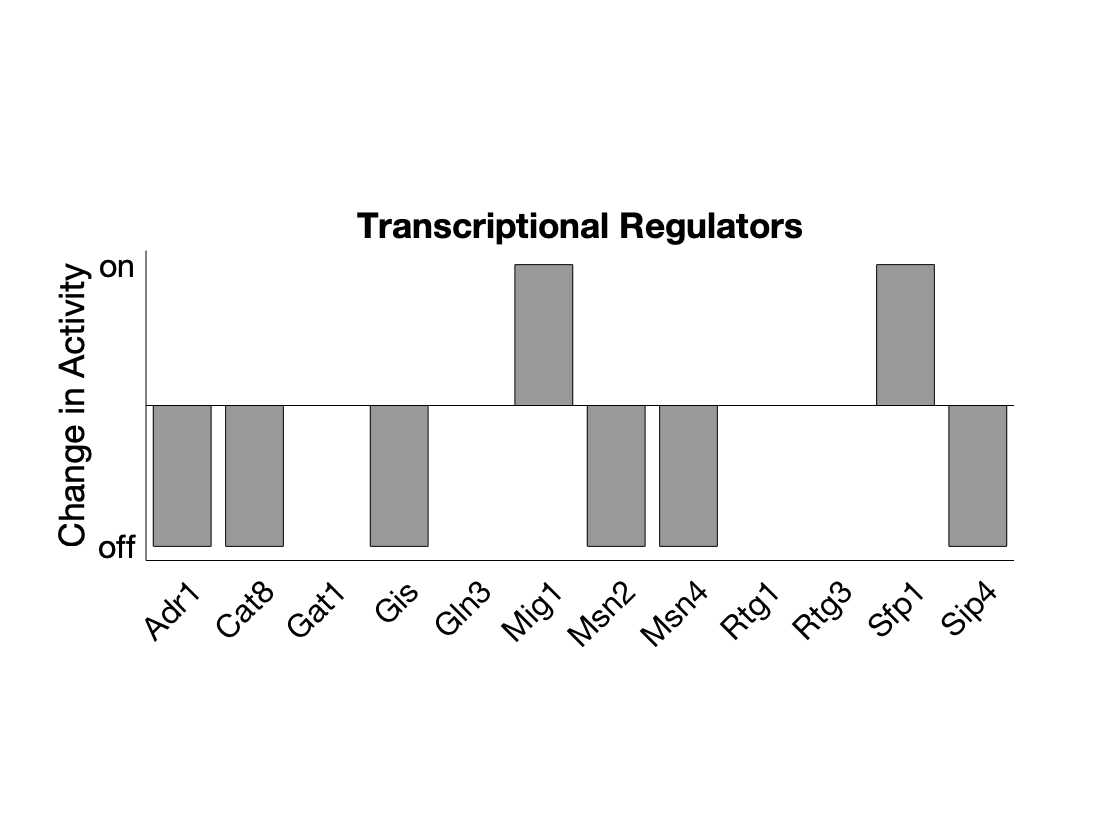 Transcriptional Regulators
Change in Activity
on
off
Adr1
Cat8
Gat1
Gis
Gln3
Mig1
Msn2
Msn4
Rtg1
Rtg3
Sfp1
Sip4